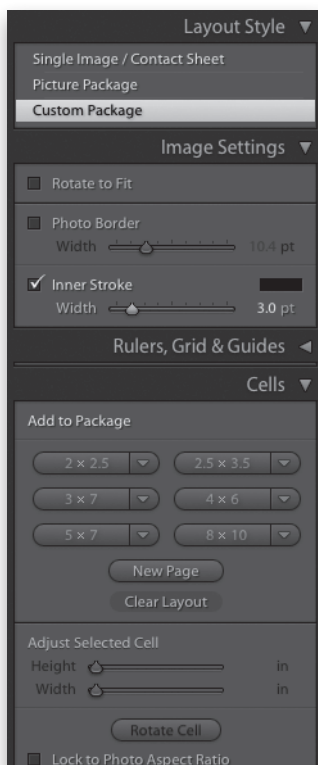 Layout Style
Single Image / Contact Sheet
Picture Package
Custom Package
Image Settings
Rotate to Fit
Photo Border
Width 10.4 pt
Inner Stroke
Width 3.0 pt
Rulers, Grid & Guides
Cells
Add to Package
2 × 2.5 2.5 × 3.5
3 × 7 4 × 6
5 × 7 8 × 10
New Page
Clear Layout
Adjust Selected Cell
Height in
Width in
Rotate Cell
Lock to Photo Aspect Ratio